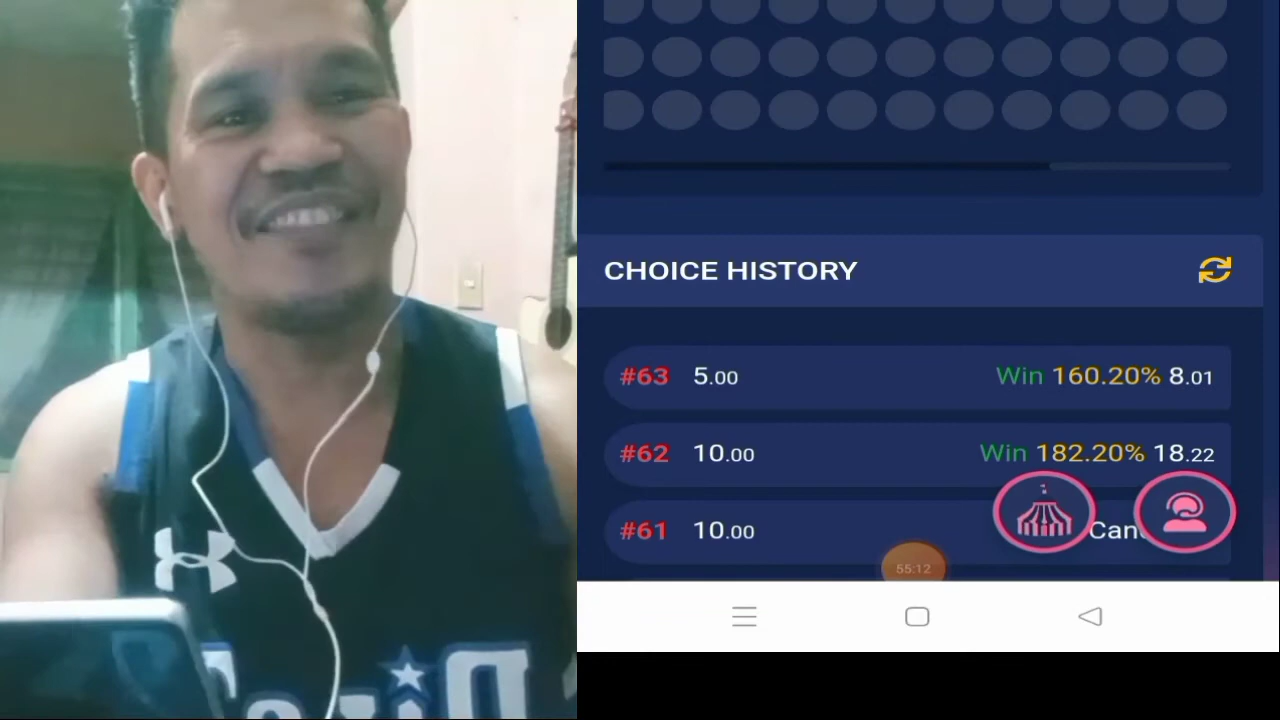 CHOICE HISTORY
#63 5.00 Win 160.20% 8.01
#62 10.00 Win 182.20% 18.22
#61 10.00
55:12